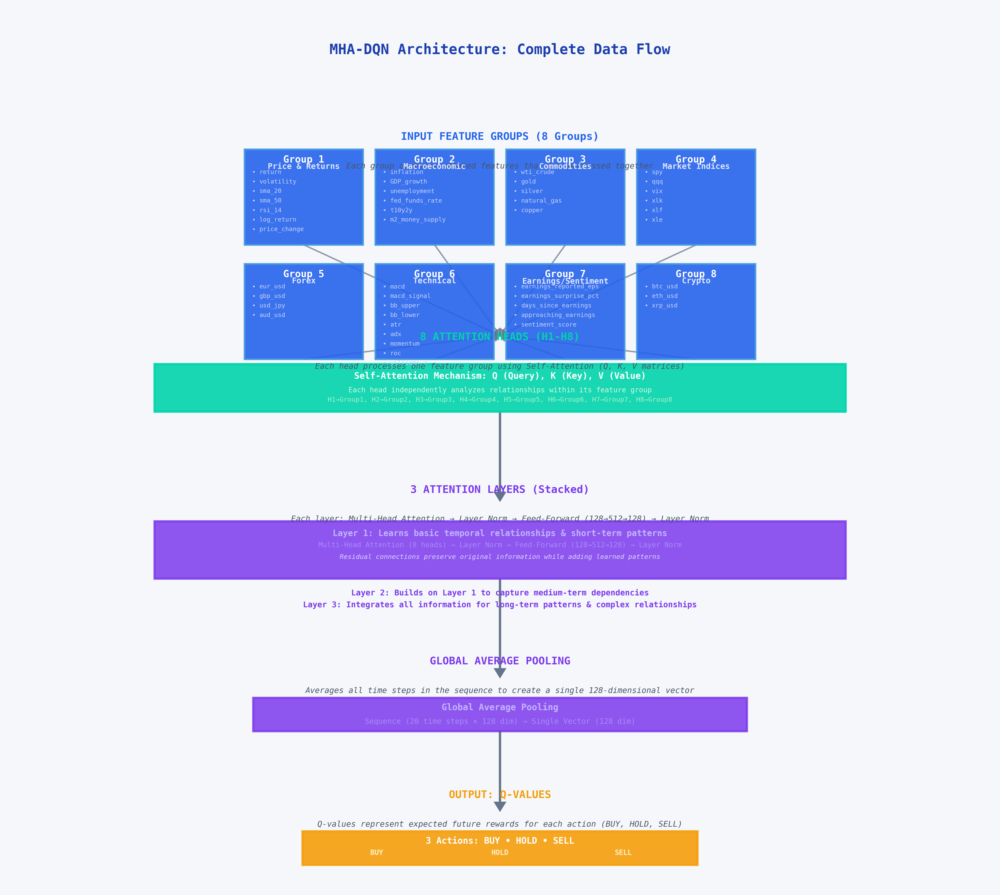 MHA-DQN Architecture: Complete Data Flow
INPUT FEATURE GROUPS (8 Groups)
Each group features together
Group 1
Price & Returns
• return
• volatility
• sma_20
• sma_50
• rsi_14
• log_return
• price_change
Group 2
Macroeconomic
• inflation
• GDP_growth
• unemployment
• fed_funds_rate
• t10y2y
• m2_money_supply
Group 3
Commodities
• wti_crude
• gold
• silver
• natural_gas
• copper
Group 4
Market Indices
• spy
• qqq
• vix
• xlk
• xlf
• xle
Group 5
Forex
• eur_usd
• gbp_usd
• usd_jpy
• aud_usd
Group 6
Technical
• macd
• macd_signal
• bb_upper
• bb_lower
• atr
• adx
• momentum
• roc
Group 7
Earnings/Sentiment
• earnings_reported_eps
• earnings_surprise_pct
• days_since_earnings
• approaching_earnings
• sentiment_score
Group 8
Crypto
• btc_usd
• eth_usd
• xrp_usd
8 ATTENTION HEADS (H1-H8)
Each head processes one feature group using Self-Attention (Q, K, V matrices)
Self-Attention Mechanism: Q (Query), K (Key), V (Value)
Each head independently analyzes relationships within its feature group
H1→Group1, H2→Group2, H3→Group3, H4→Group4, H5→Group5, H6→Group6, H7→Group7, H8→Group8
3 ATTENTION LAYERS (Stacked)
Each layer: Multi-Head Attention → Layer Norm → Feed-Forward (128→512→128) → Layer Norm
Layer 1: Learns basic temporal relationships & short-term patterns
Multi-Head Attention (8 heads) → Layer Norm → Feed-Forward (128→512→128) → Layer Norm
Residual connections preserve original information while adding learned patterns
Layer 2: Builds on Layer 1 to capture medium-term dependencies
Layer 3: Integrates all information for long-term patterns & complex relationships
GLOBAL AVERAGE POOLING
Averages all time steps in the sequence to create a single 128-dimensional vector
Global Average Pooling
Sequence (20 time steps × 128 dim) → Single Vector (128 dim)
OUTPUT: Q-VALUES
Q-values represent expected future rewards for each action (BUY, HOLD, SELL)
3 Actions: BUY • HOLD • SELL
BUY HOLD SELL